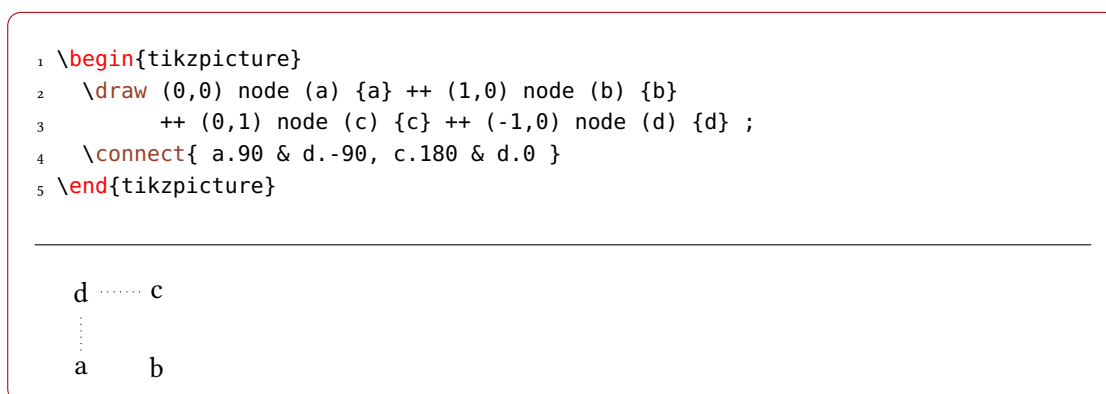 1 \begin{tikzpicture}
2 \draw (0,0) node (a) {a} ++ (1,0) node (b) {b}
3 ++ (0,1) node (c) {c} ++ (-1,0) node (d) {d} ;
4 \connect{ a.90 & d.-90, c.180 & d.0 }
5 \end{tikzpicture}
d c
a b